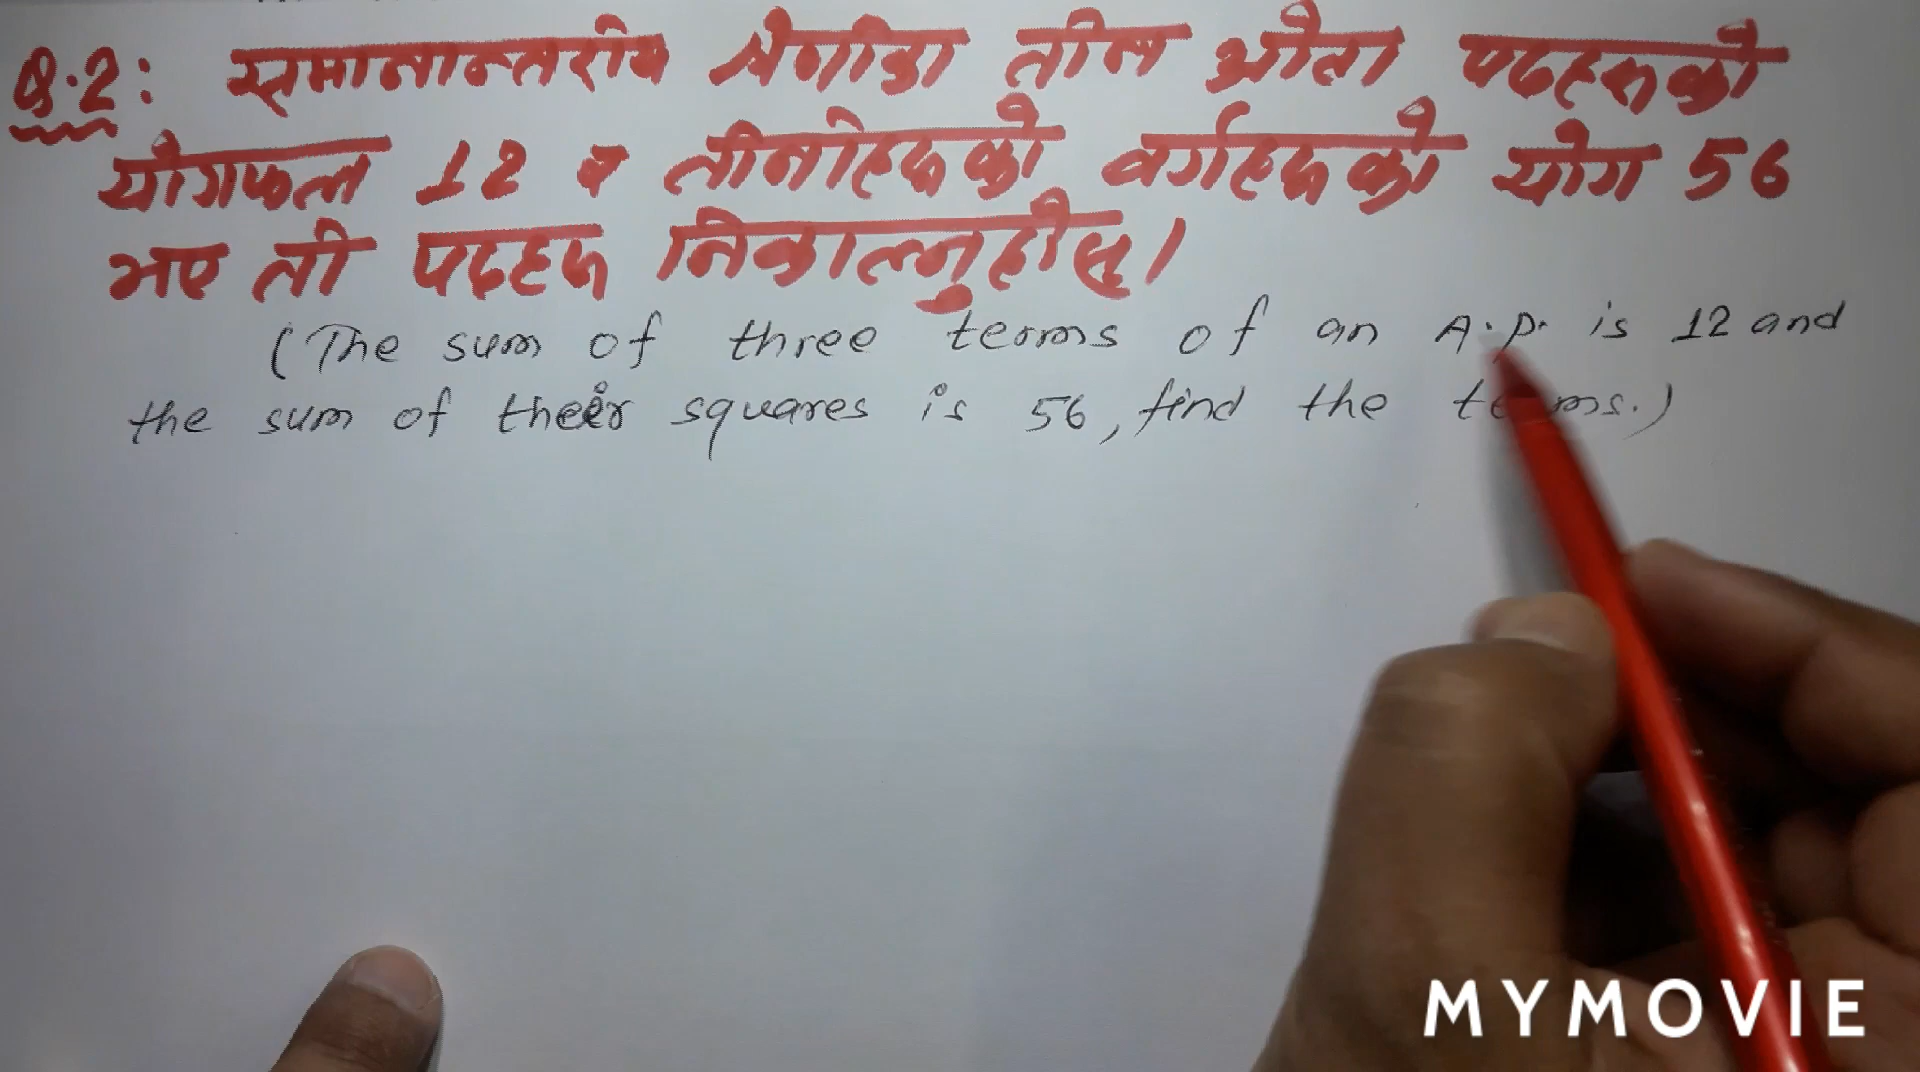 Q.2: समानान्तरीय श्रेणीका तीन ओटा पदहरुको
योगफल 12 र तीनीहरुको वर्गहरुको योग 56
भए ती पदहरु निकाल्नुहोस् ।
(The sum of three terms of an A.P. is 12 and
the sum of their squares is 56, find the terms.)
MYMOVIE